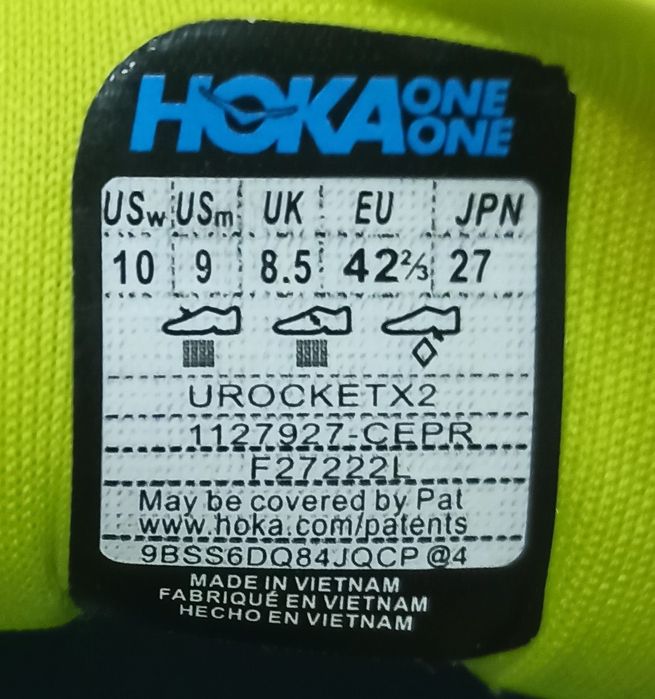 HOKA ONE ONE
USw USm UK EU JPN
10 9 8.5 42⅔ 27
UROCKETX2
1127927-CEPR
F27222L
May be covered by Pat
www.hoka.com/patents
9BSS6DQ84JQCP @4
MADE IN VIETNAM
FABRIQUÉ EN VIETNAM
HECHO EN VIETNAM